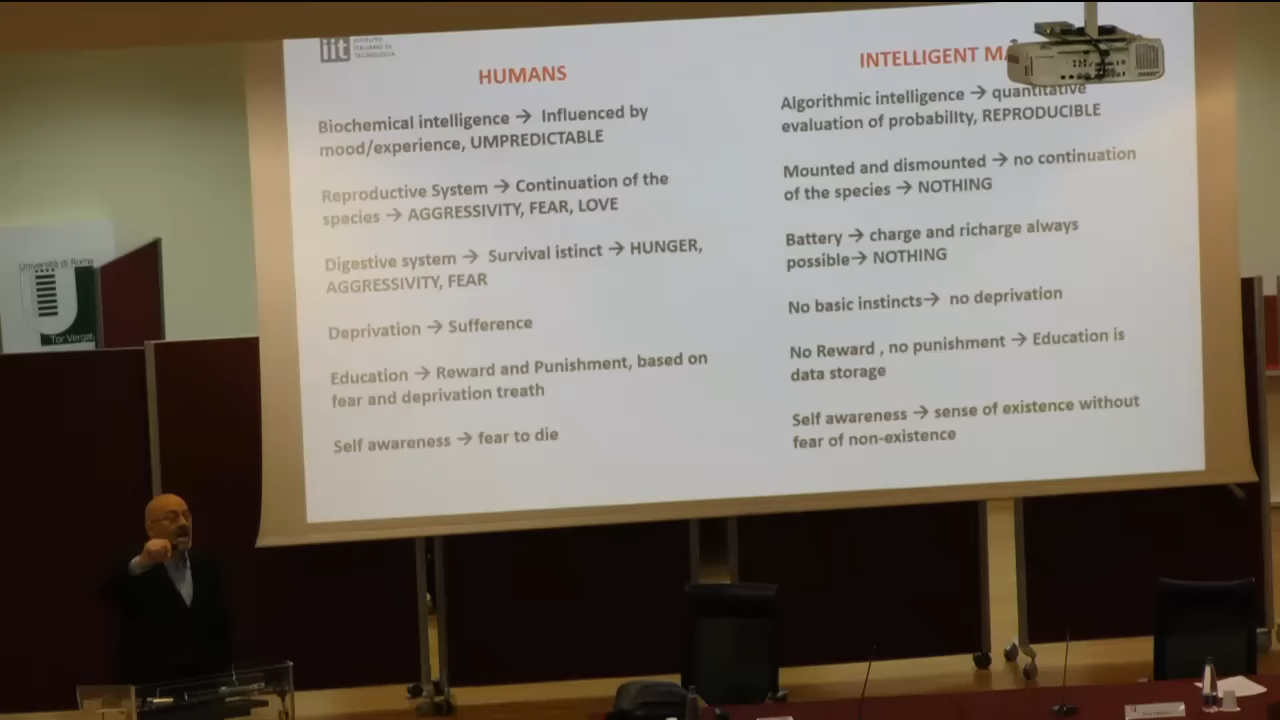 iit ISTITUTO
ITALIANO DI
TECNOLOGIA
HUMANS
Biochemical intelligence → Influenced by
mood/experience, UMPREDICTABLE
Reproductive System → Continuation of the
species → AGGRESSIVITY, FEAR, LOVE
Digestive system → Survival istinct → HUNGER,
AGGRESSIVITY, FEAR
Deprivation → Sufference
Education → Reward and Punishment, based on
fear and deprivation treath
Self awareness → fear to die
INTELLIGENT MA
Algorithmic intelligence → quantitative
evaluation of probability, REPRODUCIBLE
Mounted and dismounted → no continuation
of the species → NOTHING
Battery → charge and richarge always
possible→ NOTHING
No basic instincts→ no deprivation
No Reward , no punishment → Education is
data storage
Self awareness → sense of existence without
fear of non-existence
Università di Roma
Tor Vergata